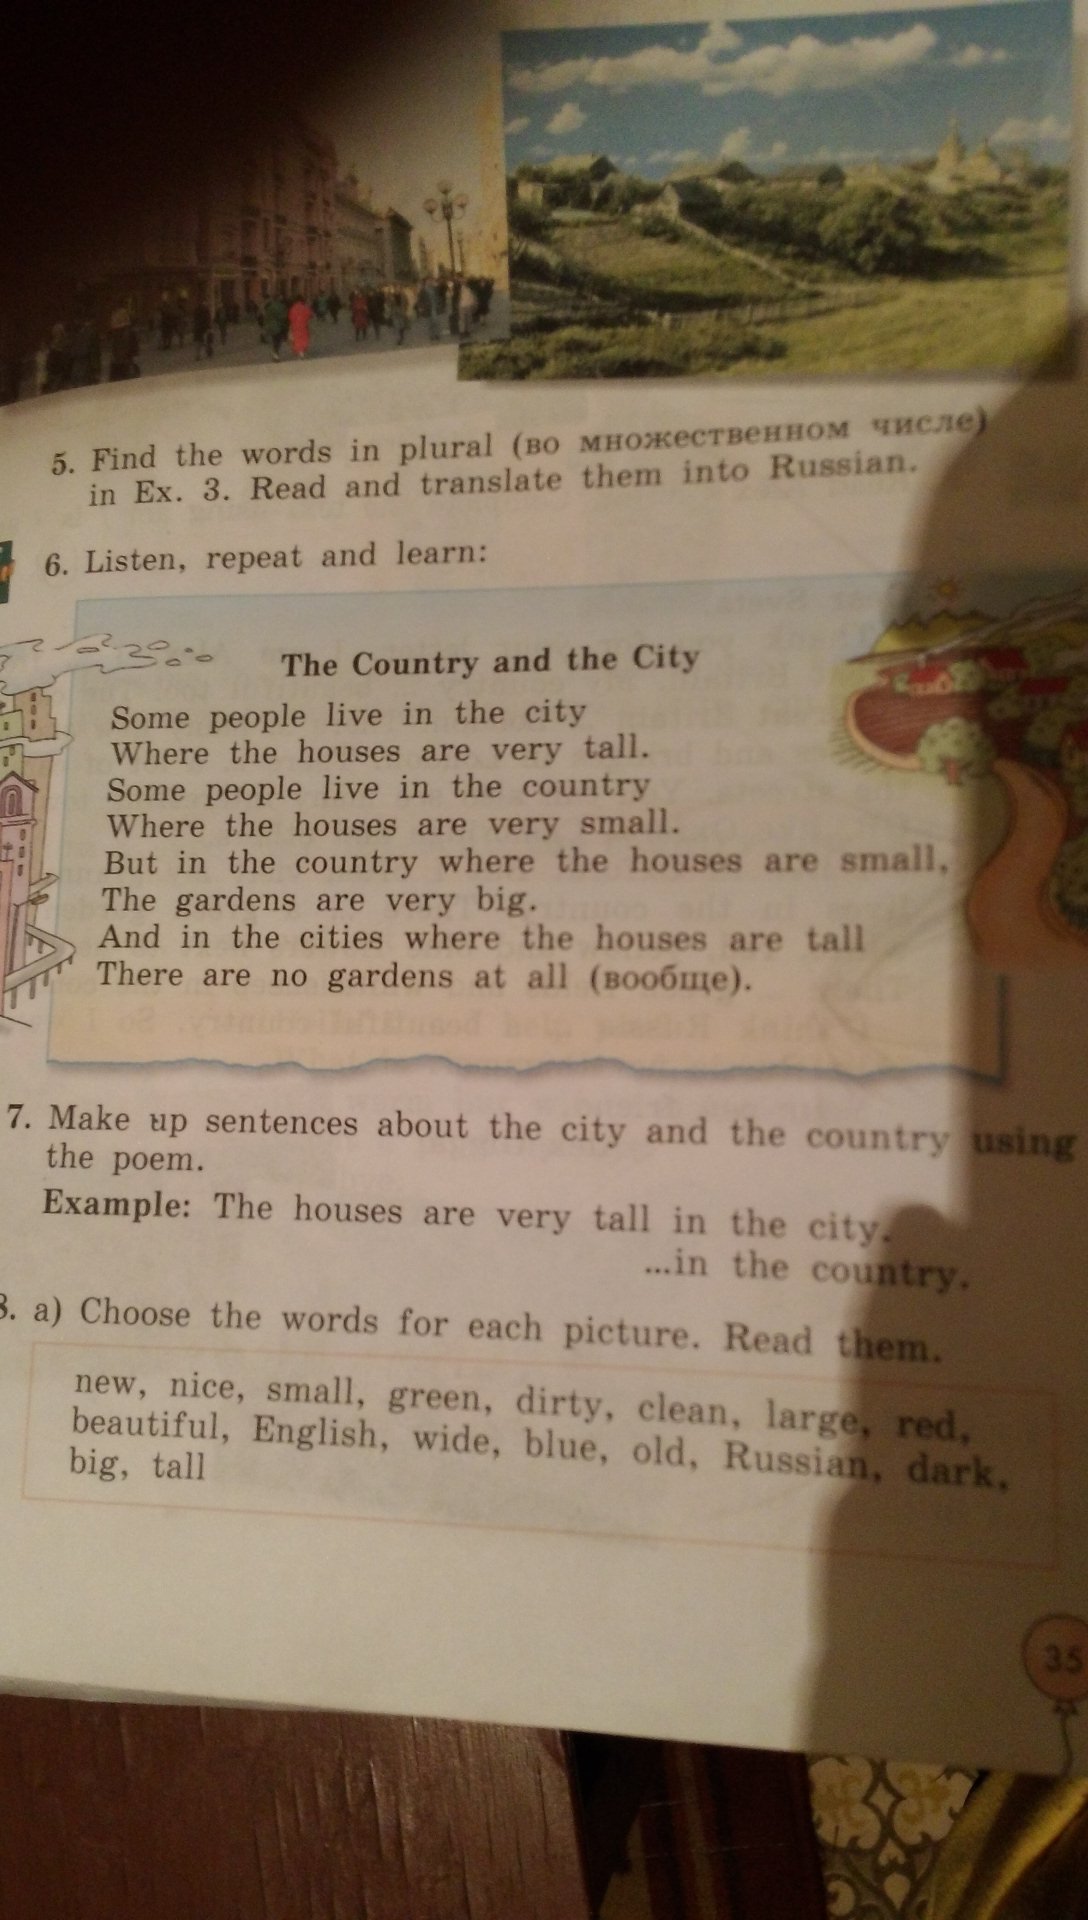 5. Find the words in plural (во множественном числе)
in Ex. 3. Read and translate them into Russian.
6. Listen, repeat and learn:
The Country and the City
Some people live in the city
Where the houses are very tall.
Some people live in the country
Where the houses are very small.
But in the country where the houses are small,
The gardens are very big.
And in the cities where the houses are tall
There are no gardens at all (вообще).
7. Make up sentences about the city and the country using
the poem.
Example: The houses are very tall in the city.
...in the country.
8. a) Choose the words for each picture. Read them.
new, nice, small, green, dirty, clean, large, red,
beautiful, English, wide, blue, old, Russian, dark,
big, tall
35